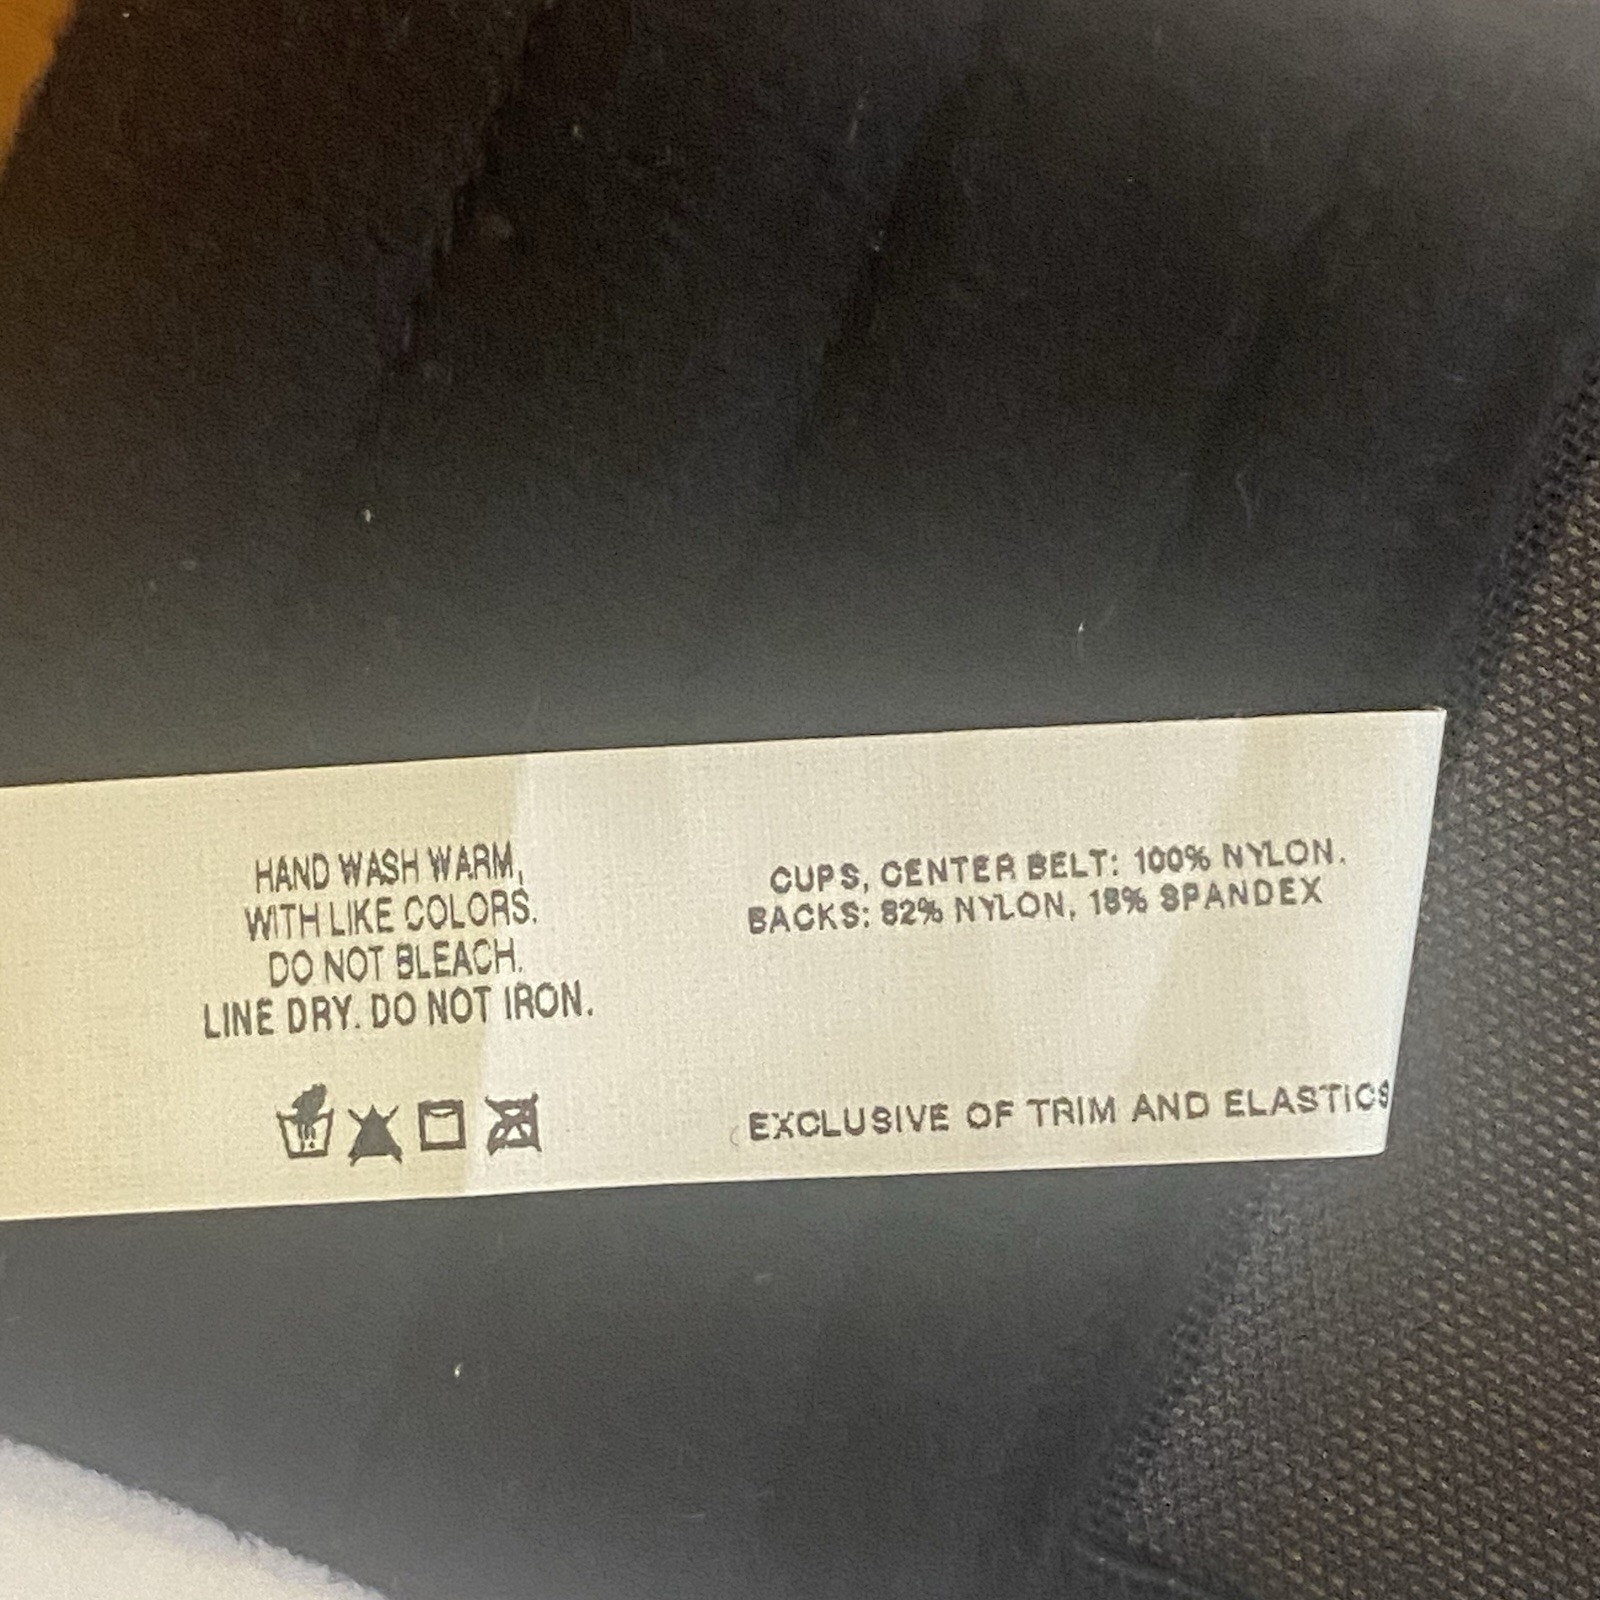 HAND WASH WARM,
WITH LIKE COLORS.
DO NOT BLEACH.
LINE DRY. DO NOT IRON.
CUPS, CENTER BELT: 100% NYLON.
BACKS: 82% NYLON, 18% SPANDEX
EXCLUSIVE OF TRIM AND ELASTICS